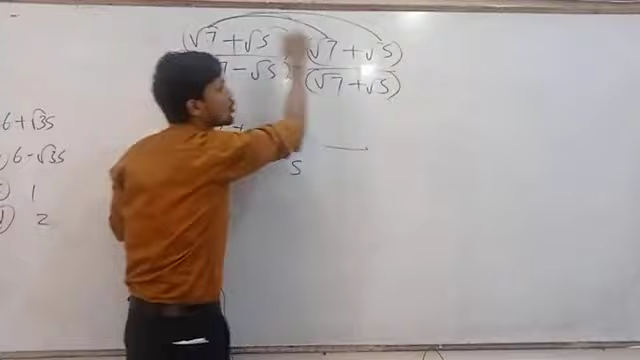 (√7 + √5 (√7 + √5)
7 - √5) (√7 + √5)
5
6 + √35
6 - √35
1
d) 2